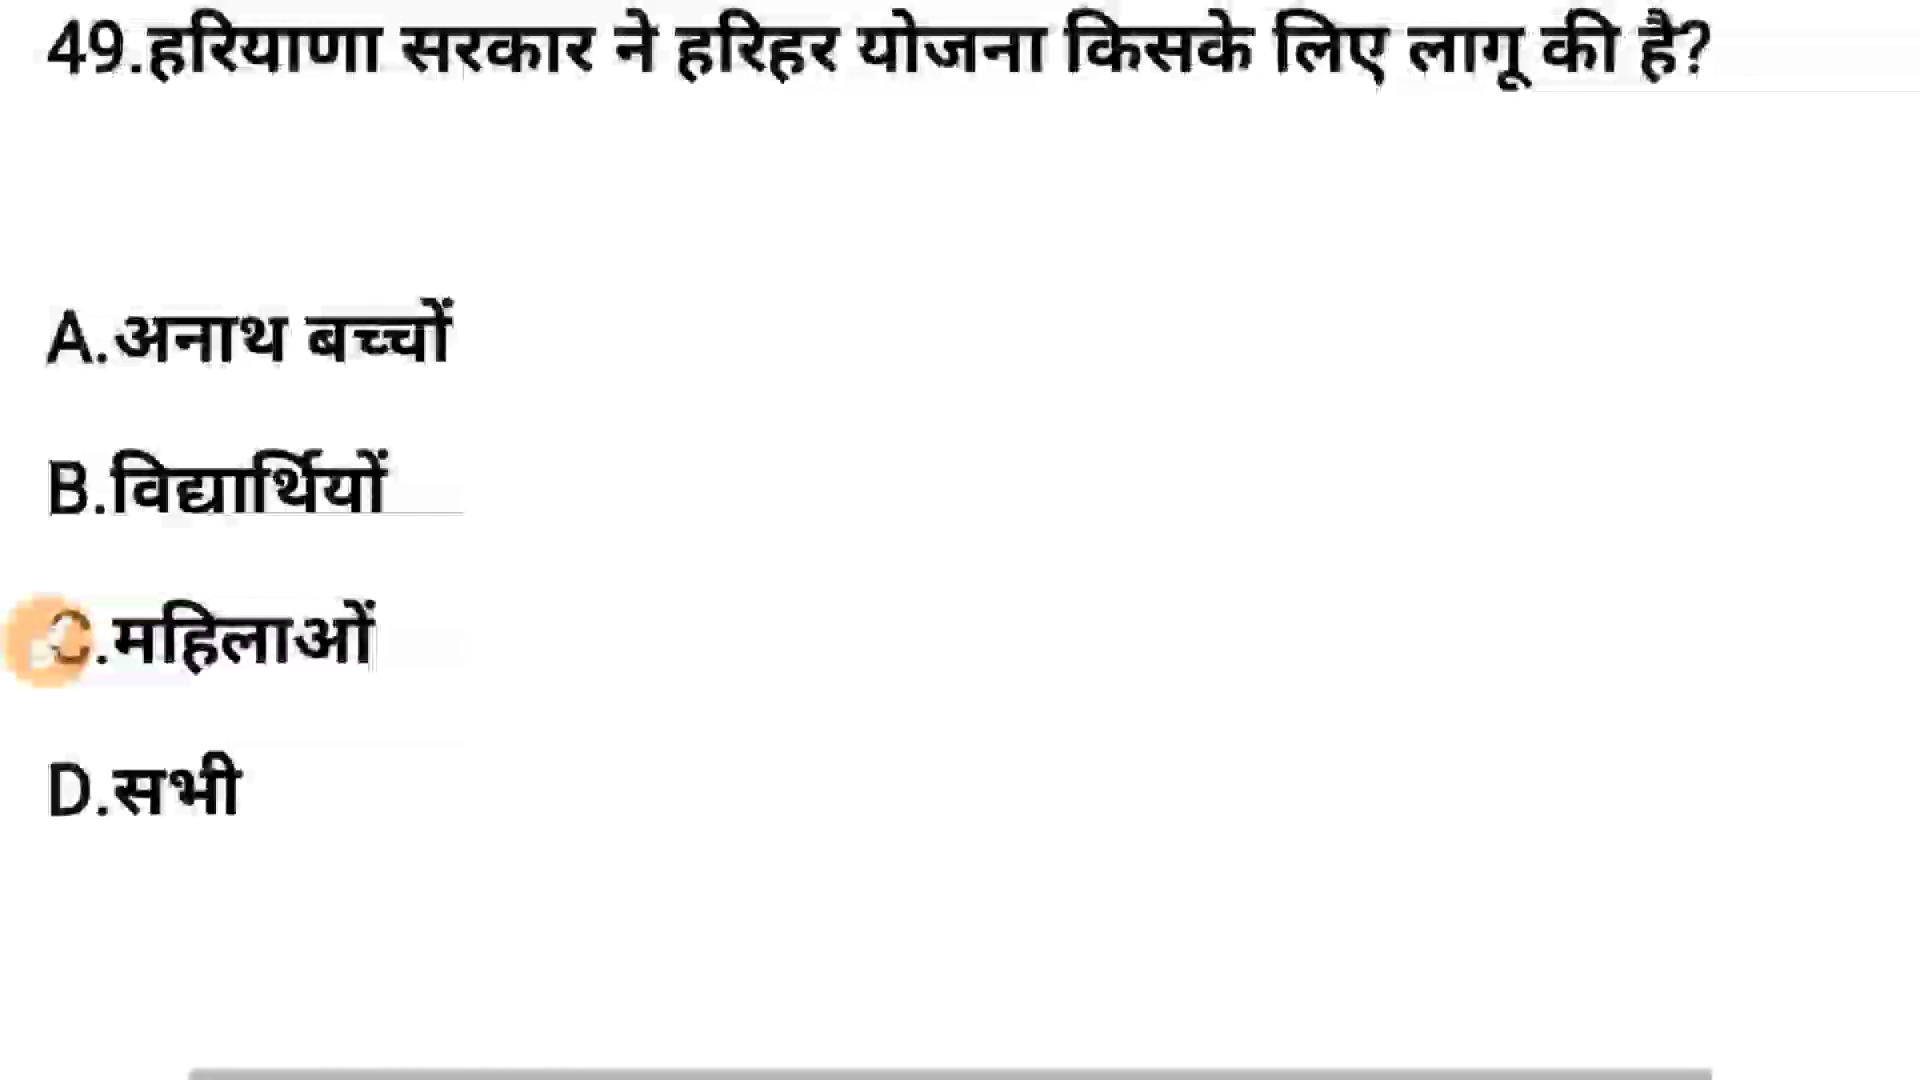 49.हरियाणा सरकार ने हरिहर योजना किसके लिए लागू की है?
A.अनाथ बच्चों
B.विद्यार्थियों
C.महिलाओं
D.सभी